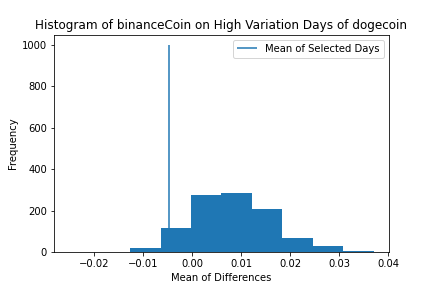 Histogram of binanceCoin on High Variation Days of dogecoin
Mean of Selected Days
Frequency
1000
800
600
400
200
0
−0.02 −0.01 0.00 0.01 0.02 0.03 0.04
Mean of Differences